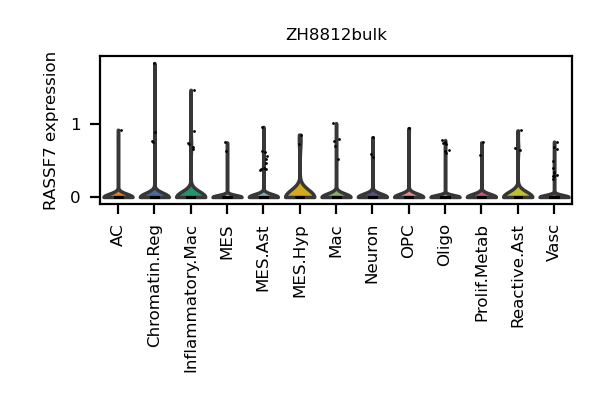 ZH8812bulk
RASSF7 expression
1
0
AC
Chromatin.Reg
Inflammatory.Mac
MES
MES.Ast
MES.Hyp
Mac
Neuron
OPC
Oligo
Prolif.Metab
Reactive.Ast
Vasc